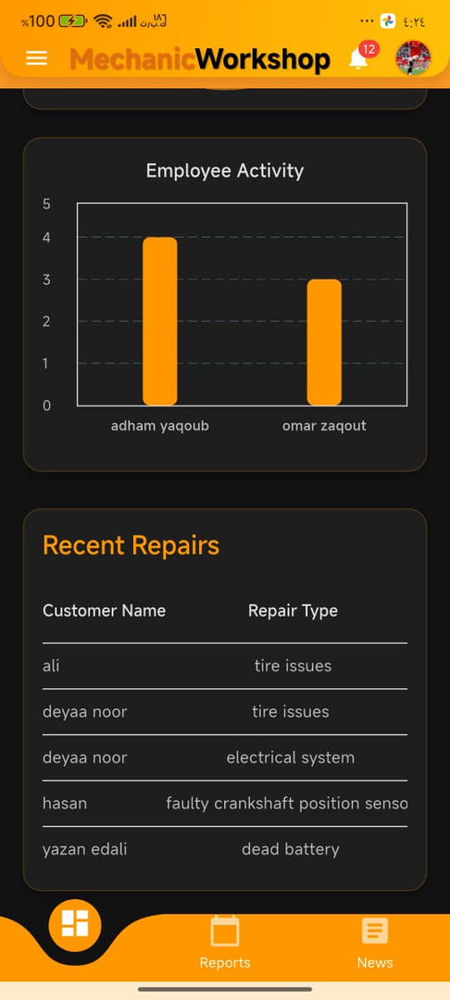 %100 ك.ب/ث ١٨٦ ... ٤:٢٤
MechanicWorkshop 12
Employee Activity
5
4
3
2
1
0
adham yaqoub omar zaqout
Recent Repairs
Customer Name Repair Type
ali tire issues
deyaa noor tire issues
deyaa noor electrical system
hasan faulty crankshaft position senso
yazan edali dead battery
Reports News